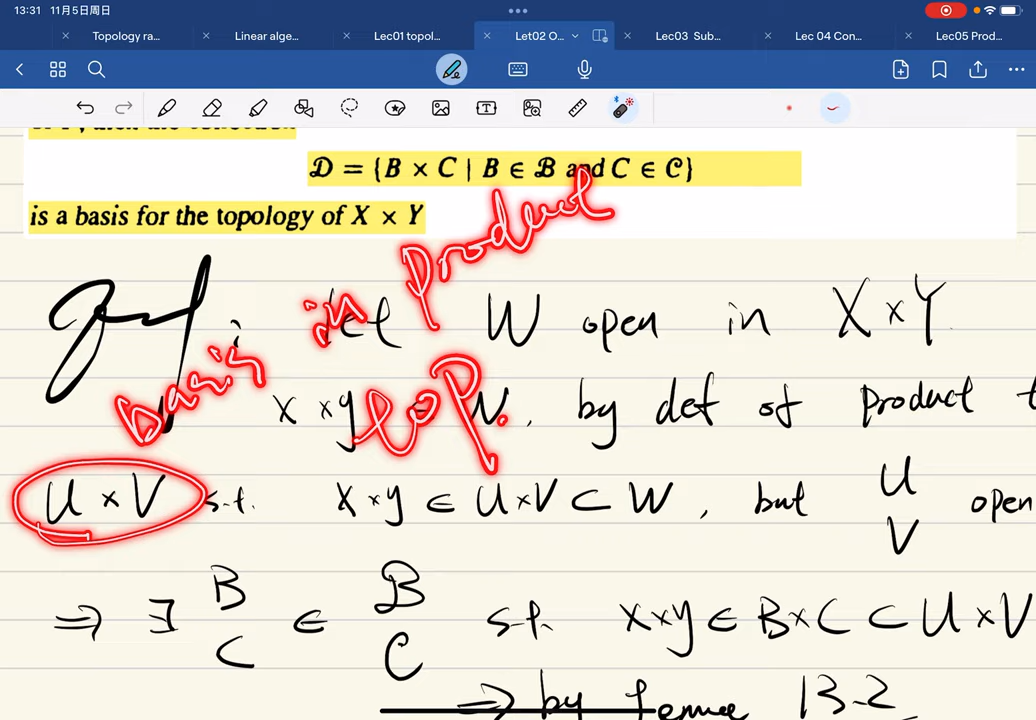 13:31 11月5日周日
Topology ra... Linear alge... Lec01 topol... Let02 O... Lec03 Sub... Lec 04 Con... Lec05 Prod...
𝒟 = {B × C | B ∈ ℬ and C ∈ 𝒞}
is a basis for the topology of X × Y
basis in product
top.
let W open in X×Y
x×y ∈ W, by def of product t
U×V s.t. x×y ∈ U×V ⊂ W, but U open
V
⇒ ∃ B ∈ ℬ s.t. x×y ∈ B×C ⊂ U×V
C 𝒞
⇒ by 13.2